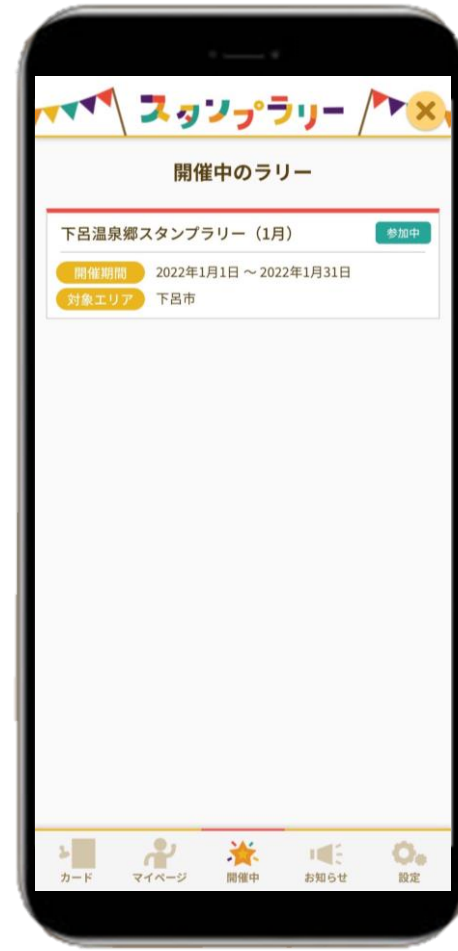 スタンプラリー
開催中のラリー
下呂温泉郷スタンプラリー（1月） 参加中
開催期間 2022年1月1日 ～ 2022年1月31日
対象エリア 下呂市
カード マイページ 開催中 お知らせ 設定